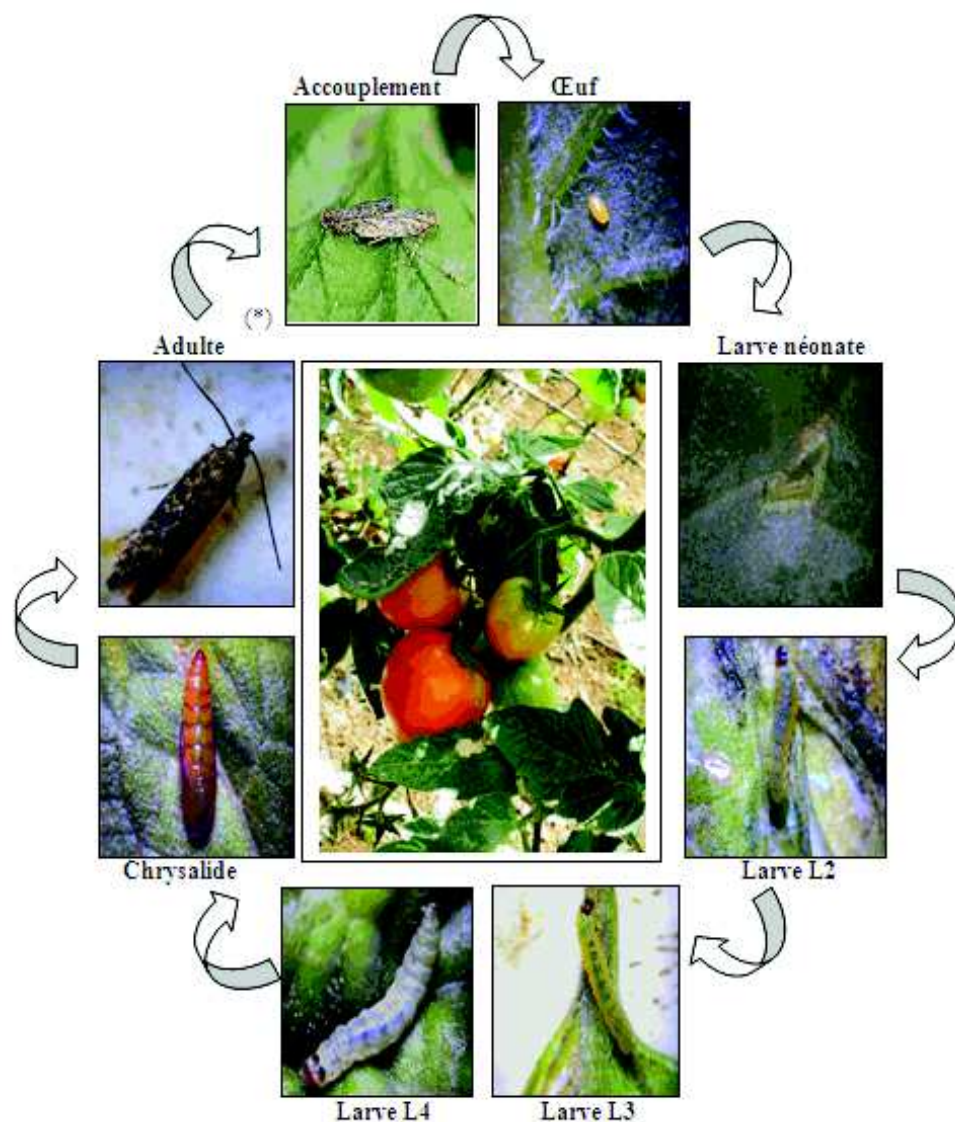 Accouplement
Œuf
(*)
Adulte
Larve néonate
Chrysalide
Larve L2
Larve L4
Larve L3